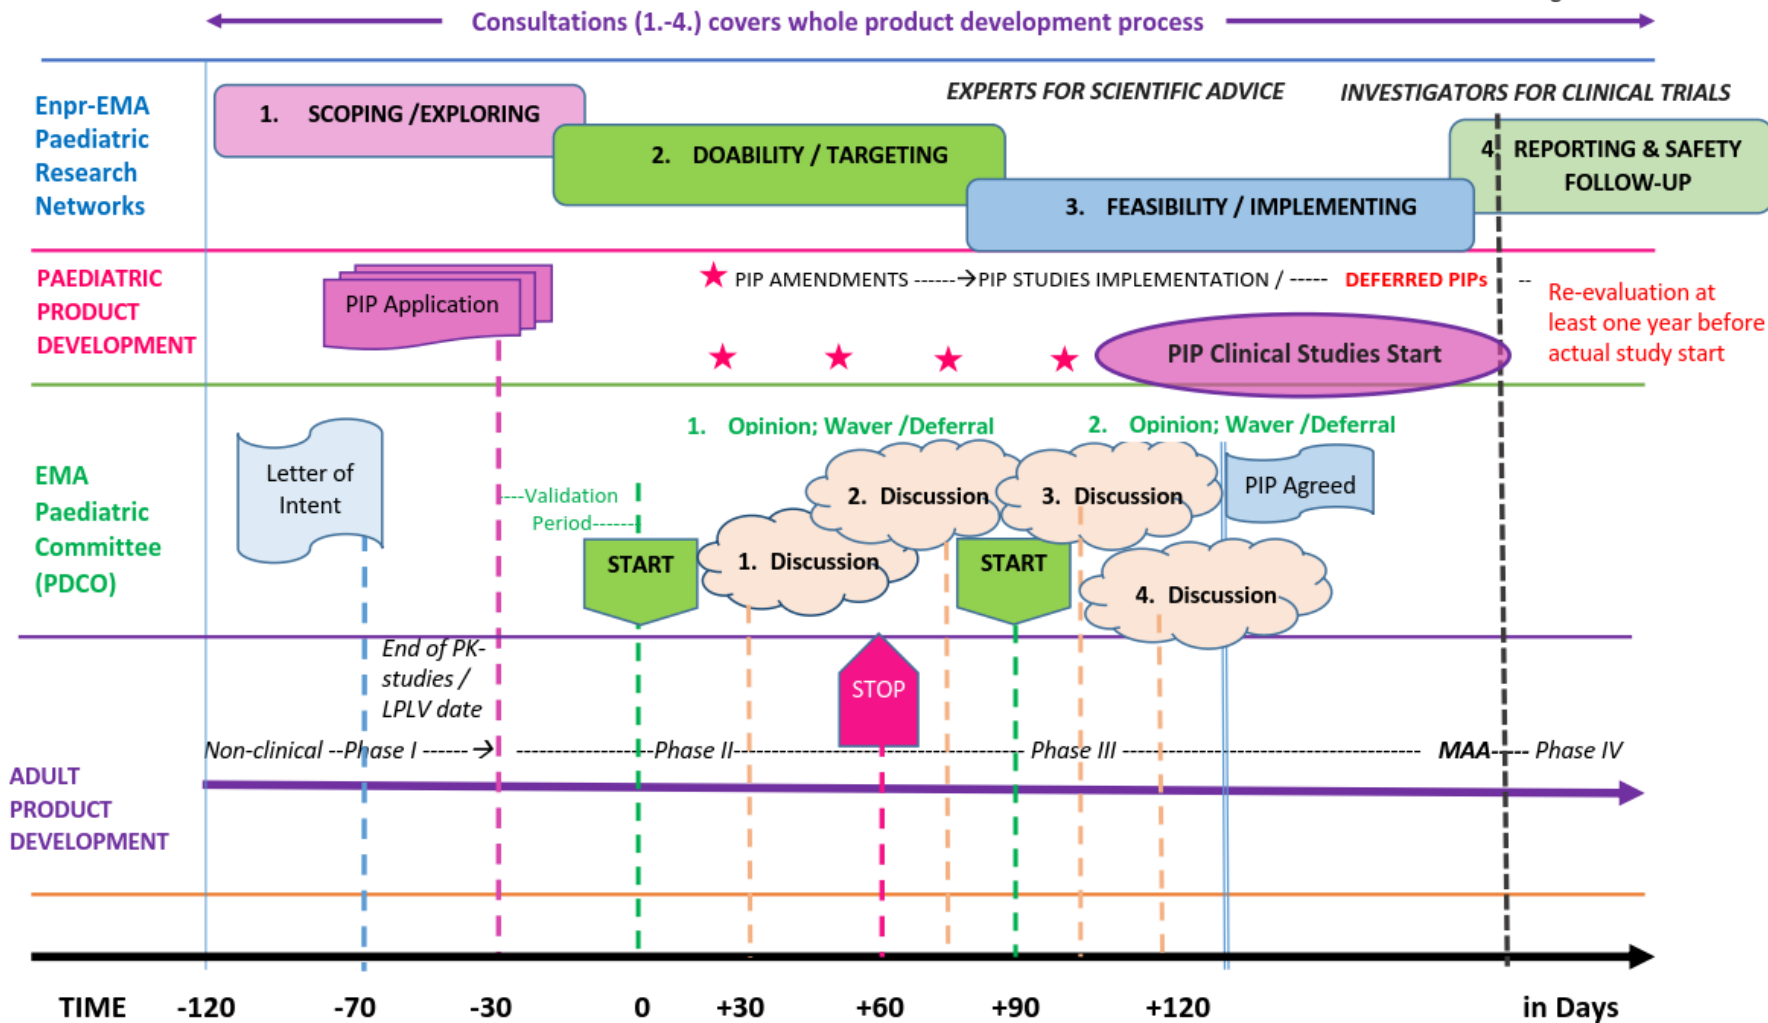 Consultations (1.-4.) covers whole product development process
Enpr-EMA
Paediatric
Research
Networks
1. SCOPING /EXPLORING
2. DOABILITY / TARGETING
EXPERTS FOR SCIENTIFIC ADVICE
INVESTIGATORS FOR CLINICAL TRIALS
3. FEASIBILITY / IMPLEMENTING
4. REPORTING & SAFETY
FOLLOW-UP
PAEDIATRIC
PRODUCT
DEVELOPMENT
PIP Application
PIP AMENDMENTS ------→PIP STUDIES IMPLEMENTATION / ----- DEFERRED PIPs --
Re-evaluation at
least one year before
actual study start
PIP Clinical Studies Start
EMA
Paediatric
Committee
(PDCO)
Letter of
Intent
----Validation
Period------
START
1. Opinion; Waver /Deferral
2. Opinion; Waver /Deferral
1. Discussion
2. Discussion
START
3. Discussion
4. Discussion
PIP Agreed
End of PK-
studies /
LPLV date
STOP
Non-clinical --Phase I ------→ -------------------Phase II------------------------------------------Phase III ------------------------------------------ MAA----- Phase IV
ADULT
PRODUCT
DEVELOPMENT
TIME -120 -70 -30 0 +30 +60 +90 +120 in Days